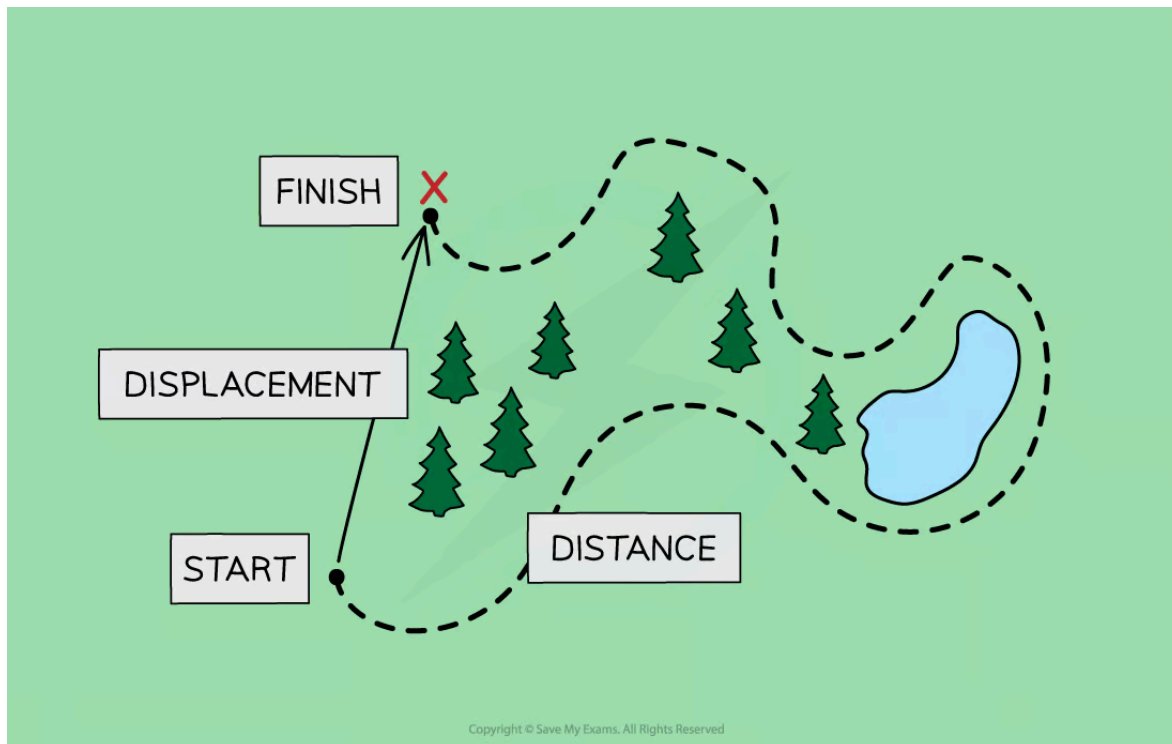 FINISH
DISPLACEMENT
START
DISTANCE
Copyright © Save My Exams. All Rights Reserved